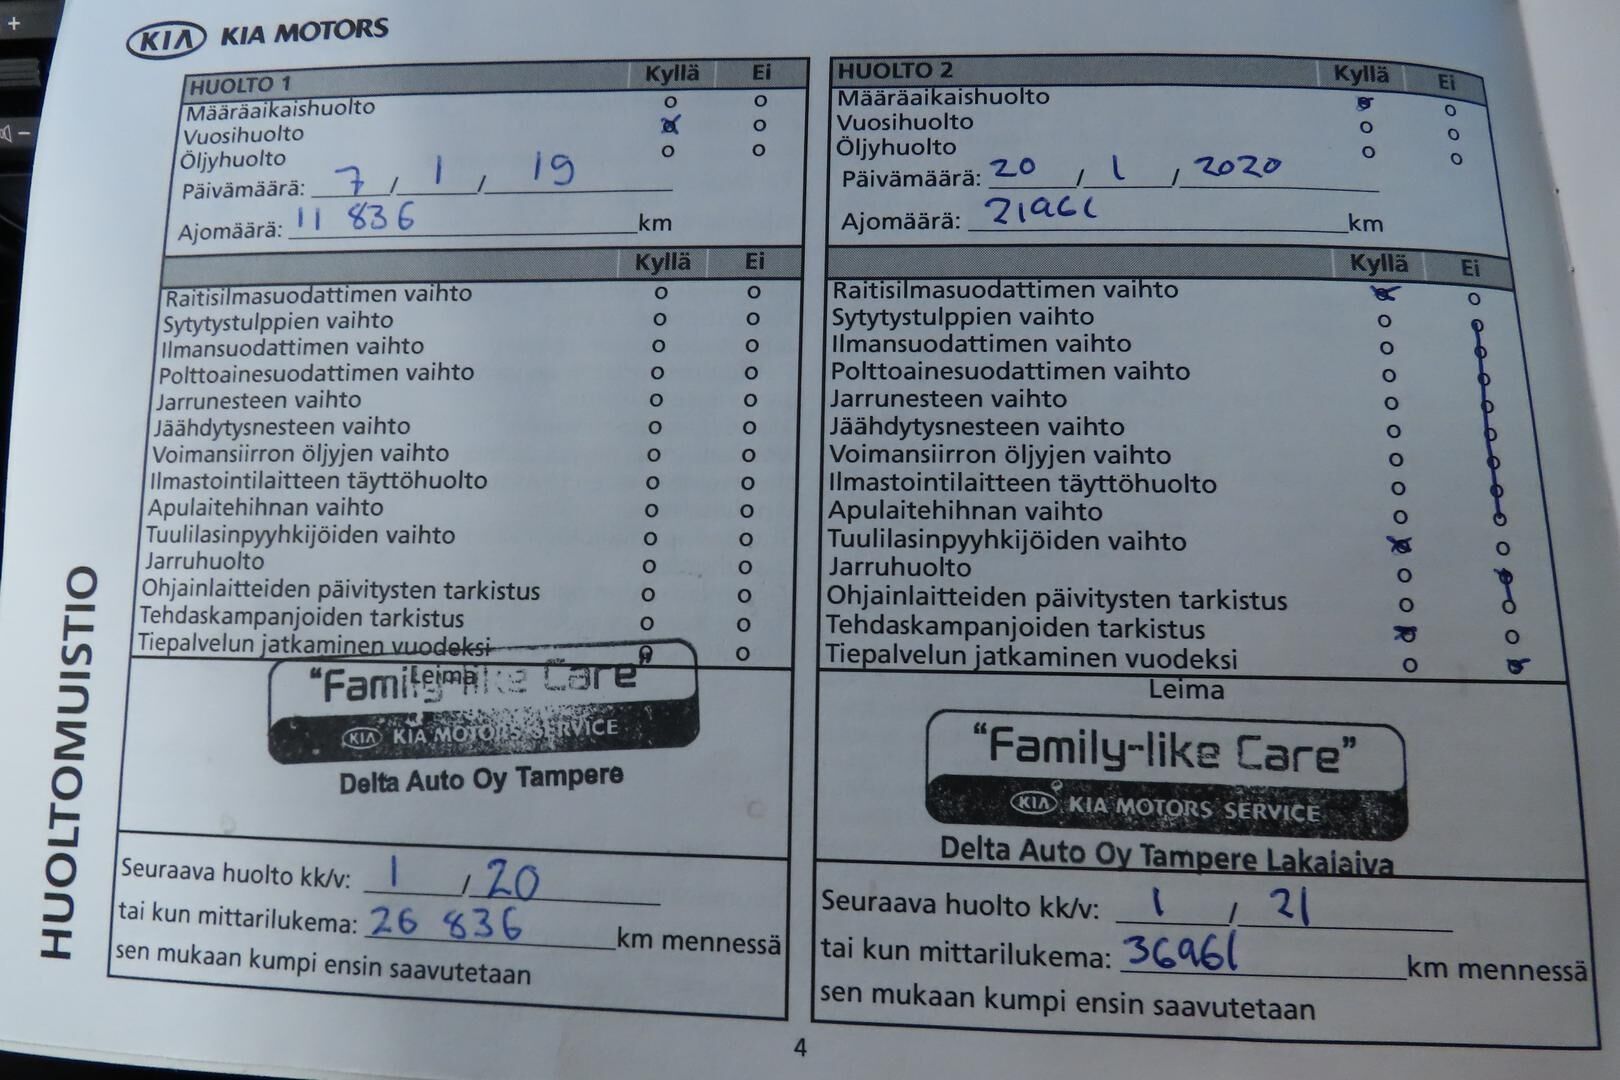 KIA KIA MOTORS
HUOLTOMUISTIO
HUOLTO 1 Kyllä Ei
Määräaikaishuolto
Vuosihuolto
Öljyhuolto
Päivämäärä: 7 / 1 / 19
Ajomäärä: 11 836 km
Kyllä Ei
Raitisilmasuodattimen vaihto
Sytytystulppien vaihto
Ilmansuodattimen vaihto
Polttoainesuodattimen vaihto
Jarrunesteen vaihto
Jäähdytysnesteen vaihto
Voimansiirron öljyjen vaihto
Ilmastointilaitteen täyttöhuolto
Apulaitehihnan vaihto
Tuulilasinpyyhkijöiden vaihto
Jarruhuolto
Ohjainlaitteiden päivitysten tarkistus
Tehdaskampanjoiden tarkistus
Tiepalvelun jatkaminen vuodeksi
Leima
"Family-like Care"
KIA KIA MOTORS SERVICE
Delta Auto Oy Tampere
Seuraava huolto kk/v: 1 / 20
tai kun mittarilukema: 26 836 km mennessä
sen mukaan kumpi ensin saavutetaan
HUOLTO 2 Kyllä Ei
Määräaikaishuolto
Vuosihuolto
Öljyhuolto
Päivämäärä: 20 / 1 / 2020
Ajomäärä: 21961 km
Kyllä Ei
Raitisilmasuodattimen vaihto
Sytytystulppien vaihto
Ilmansuodattimen vaihto
Polttoainesuodattimen vaihto
Jarrunesteen vaihto
Jäähdytysnesteen vaihto
Voimansiirron öljyjen vaihto
Ilmastointilaitteen täyttöhuolto
Apulaitehihnan vaihto
Tuulilasinpyyhkijöiden vaihto
Jarruhuolto
Ohjainlaitteiden päivitysten tarkistus
Tehdaskampanjoiden tarkistus
Tiepalvelun jatkaminen vuodeksi
Leima
"Family-like Care"
KIA KIA MOTORS SERVICE
Delta Auto Oy Tampere Lakalaiva
Seuraava huolto kk/v: 1 / 21
tai kun mittarilukema: 36961 km mennessä
sen mukaan kumpi ensin saavutetaan
4